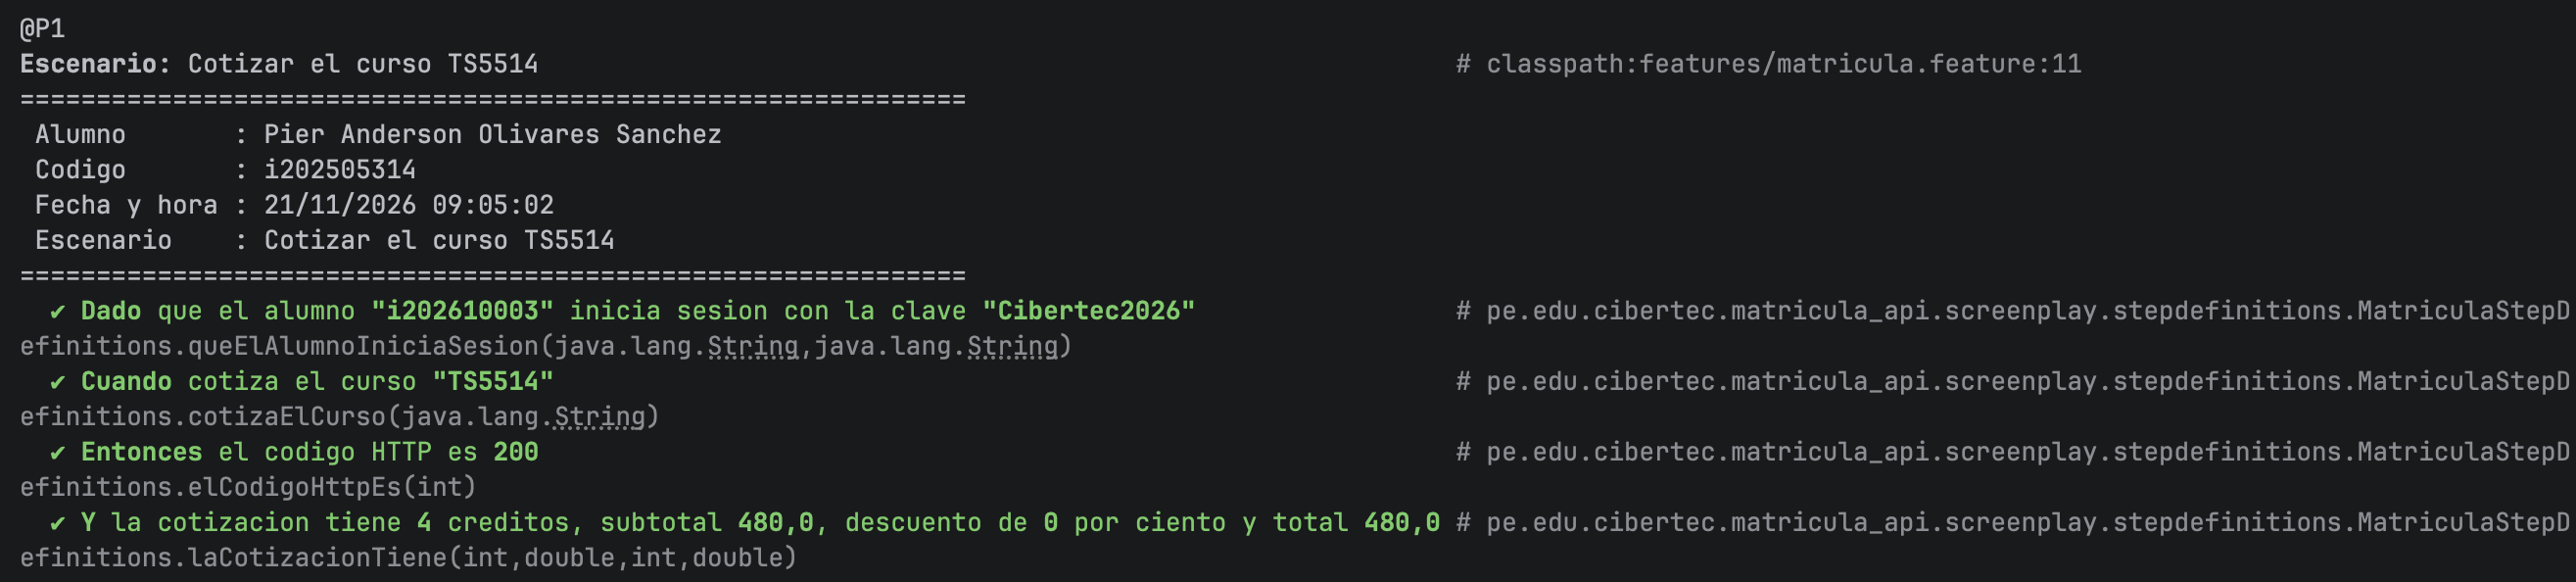 @P1
Escenario: Cotizar el curso TS5514 # classpath:features/matricula.feature:11
==============================================================
Alumno : Pier Anderson Olivares Sanchez
Codigo : i202505314
Fecha y hora : 21/11/2026 09:05:02
Escenario : Cotizar el curso TS5514
==============================================================
✔ Dado que el alumno "i202610003" inicia sesion con la clave "Cibertec2026" # pe.edu.cibertec.matricula_api.screenplay.stepdefinitions.MatriculaStepD
efinitions.queElAlumnoIniciaSesion(java.lang.String,java.lang.String)
✔ Cuando cotiza el curso "TS5514" # pe.edu.cibertec.matricula_api.screenplay.stepdefinitions.MatriculaStepD
efinitions.cotizaElCurso(java.lang.String)
✔ Entonces el codigo HTTP es 200 # pe.edu.cibertec.matricula_api.screenplay.stepdefinitions.MatriculaStepD
efinitions.elCodigoHttpEs(int)
✔ Y la cotizacion tiene 4 creditos, subtotal 480,0, descuento de 0 por ciento y total 480,0 # pe.edu.cibertec.matricula_api.screenplay.stepdefinitions.MatriculaStepD
efinitions.laCotizacionTiene(int,double,int,double)